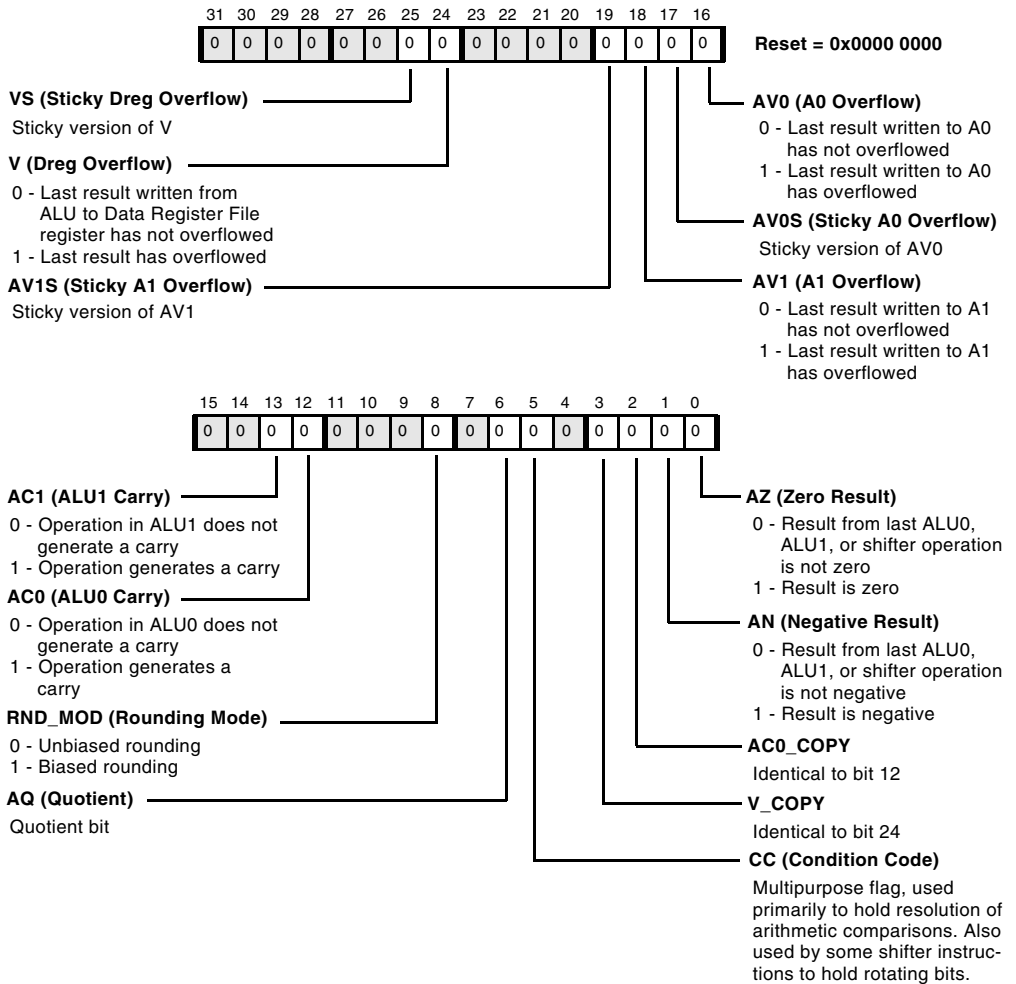 31 30 29 28 27 26 25 24 23 22 21 20 19 18 17 16
0 0 0 0 0 0 0 0 0 0 0 0 0 0 0 0
Reset = 0x0000 0000
VS (Sticky Dreg Overflow)
Sticky version of V
V (Dreg Overflow)
0 - Last result written from
ALU to Data Register File
register has not overflowed
1 - Last result has overflowed
AV1S (Sticky A1 Overflow)
Sticky version of AV1
AV0 (A0 Overflow)
0 - Last result written to A0
has not overflowed
1 - Last result written to A0
has overflowed
AV0S (Sticky A0 Overflow)
Sticky version of AV0
AV1 (A1 Overflow)
0 - Last result written to A1
has not overflowed
1 - Last result written to A1
has overflowed
15 14 13 12 11 10 9 8 7 6 5 4 3 2 1 0
0 0 0 0 0 0 0 0 0 0 0 0 0 0 0 0
AC1 (ALU1 Carry)
0 - Operation in ALU1 does not
generate a carry
1 - Operation generates a carry
AC0 (ALU0 Carry)
0 - Operation in ALU0 does not
generate a carry
1 - Operation generates a
carry
RND_MOD (Rounding Mode)
0 - Unbiased rounding
1 - Biased rounding
AQ (Quotient)
Quotient bit
AZ (Zero Result)
0 - Result from last ALU0,
ALU1, or shifter operation
is not zero
1 - Result is zero
AN (Negative Result)
0 - Result from last ALU0,
ALU1, or shifter operation
is not negative
1 - Result is negative
AC0_COPY
Identical to bit 12
V_COPY
Identical to bit 24
CC (Condition Code)
Multipurpose flag, used
primarily to hold resolution of
arithmetic comparisons. Also
used by some shifter instruc-
tions to hold rotating bits.